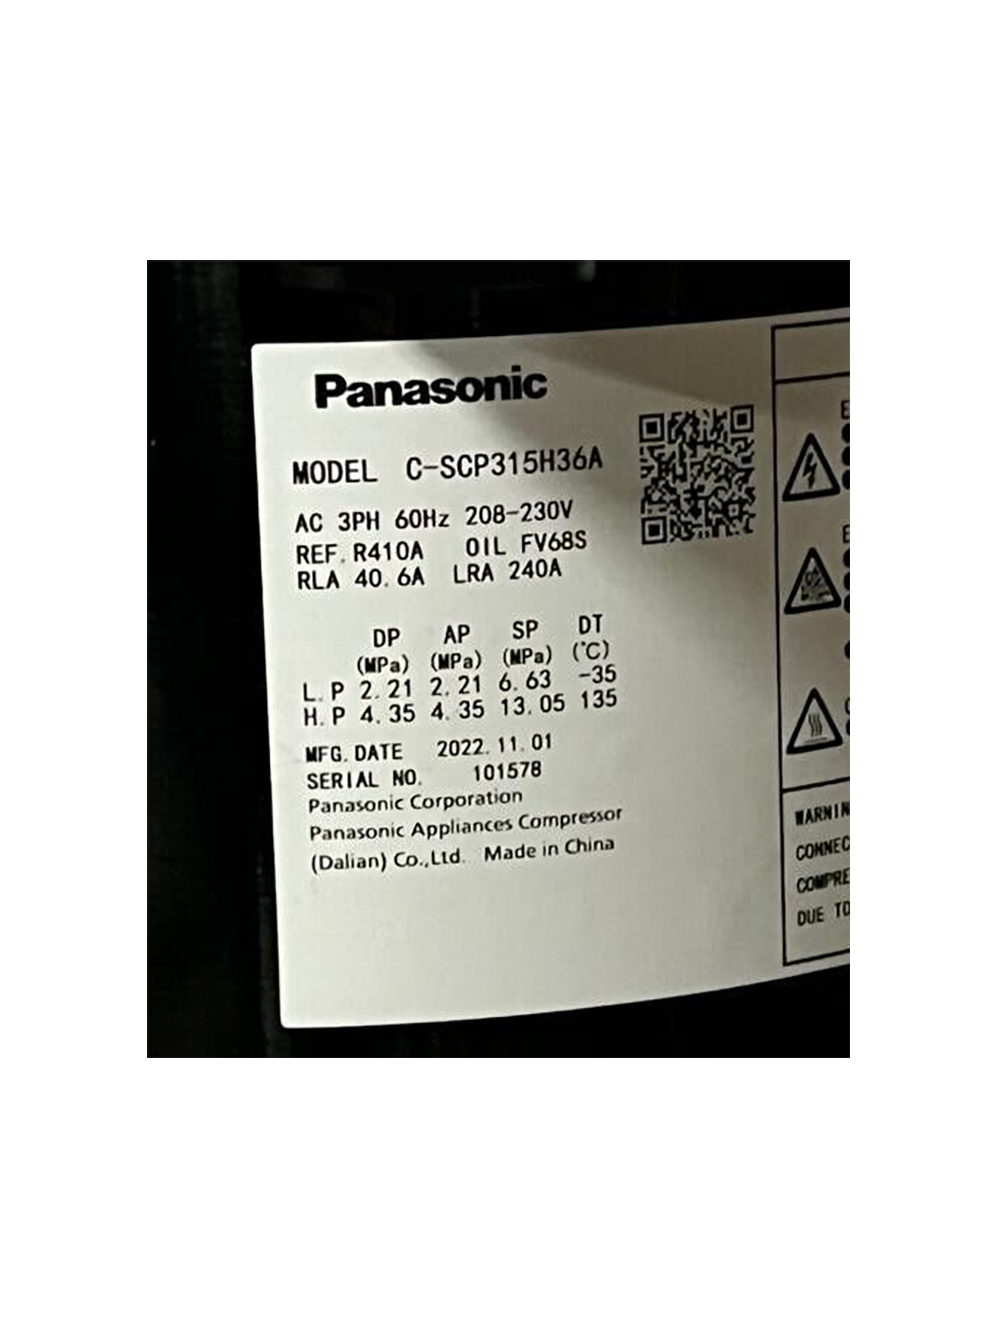 Panasonic
MODEL C-SCP315H36A
AC 3PH 60Hz 208-230V
REF. R410A OIL FV68S
RLA 40.6A LRA 240A
DP AP SP DT
(MPa) (MPa) (MPa) (℃)
L.P 2.21 2.21 6.63 -35
H.P 4.35 4.35 13.05 135
MFG. DATE 2022.11.01
SERIAL NO. 101578
Panasonic Corporation
Panasonic Appliances Compressor
(Dalian) Co.,Ltd. Made in China
E
E
C
WARNIN
CONNEC
COMPRE
DUE TO